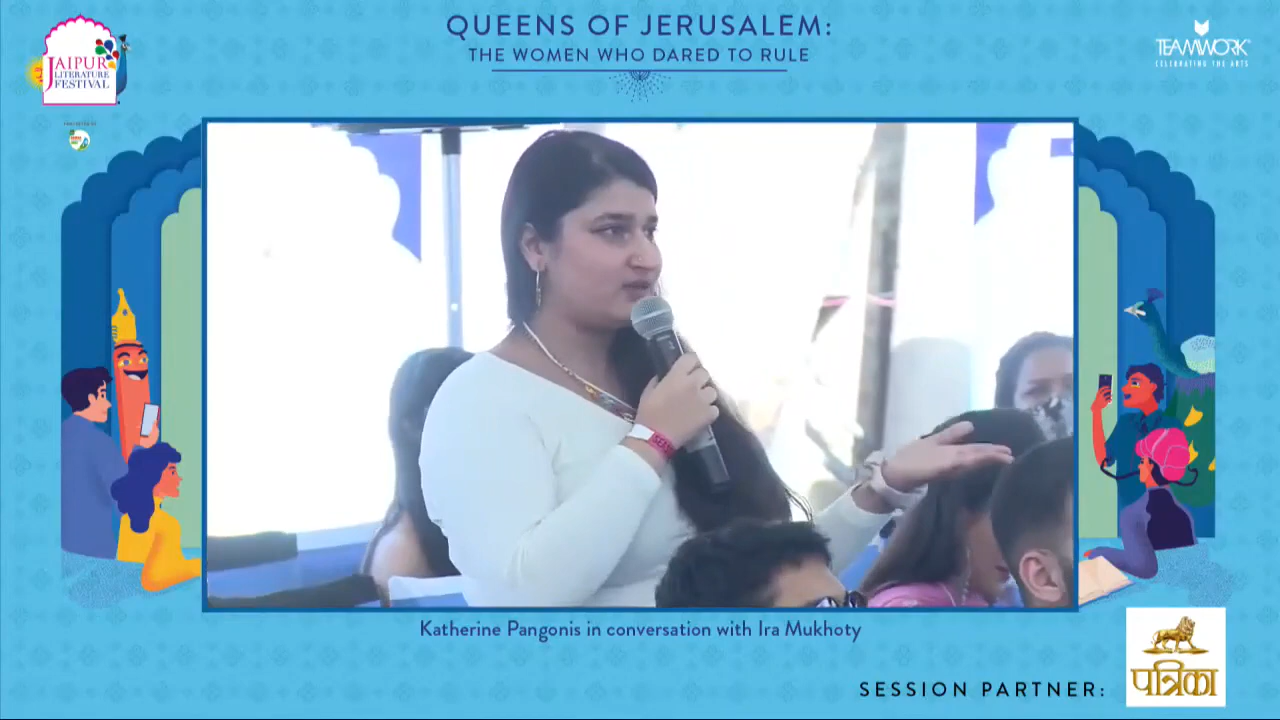 QUEENS OF JERUSALEM:
THE WOMEN WHO DARED TO RULE
JAIPUR
LITERATURE
FESTIVAL
TEAMWORK
CELEBRATING THE ARTS
Katherine Pangonis in conversation with Ira Mukhoty
SESSION PARTNER:
पत्रिका